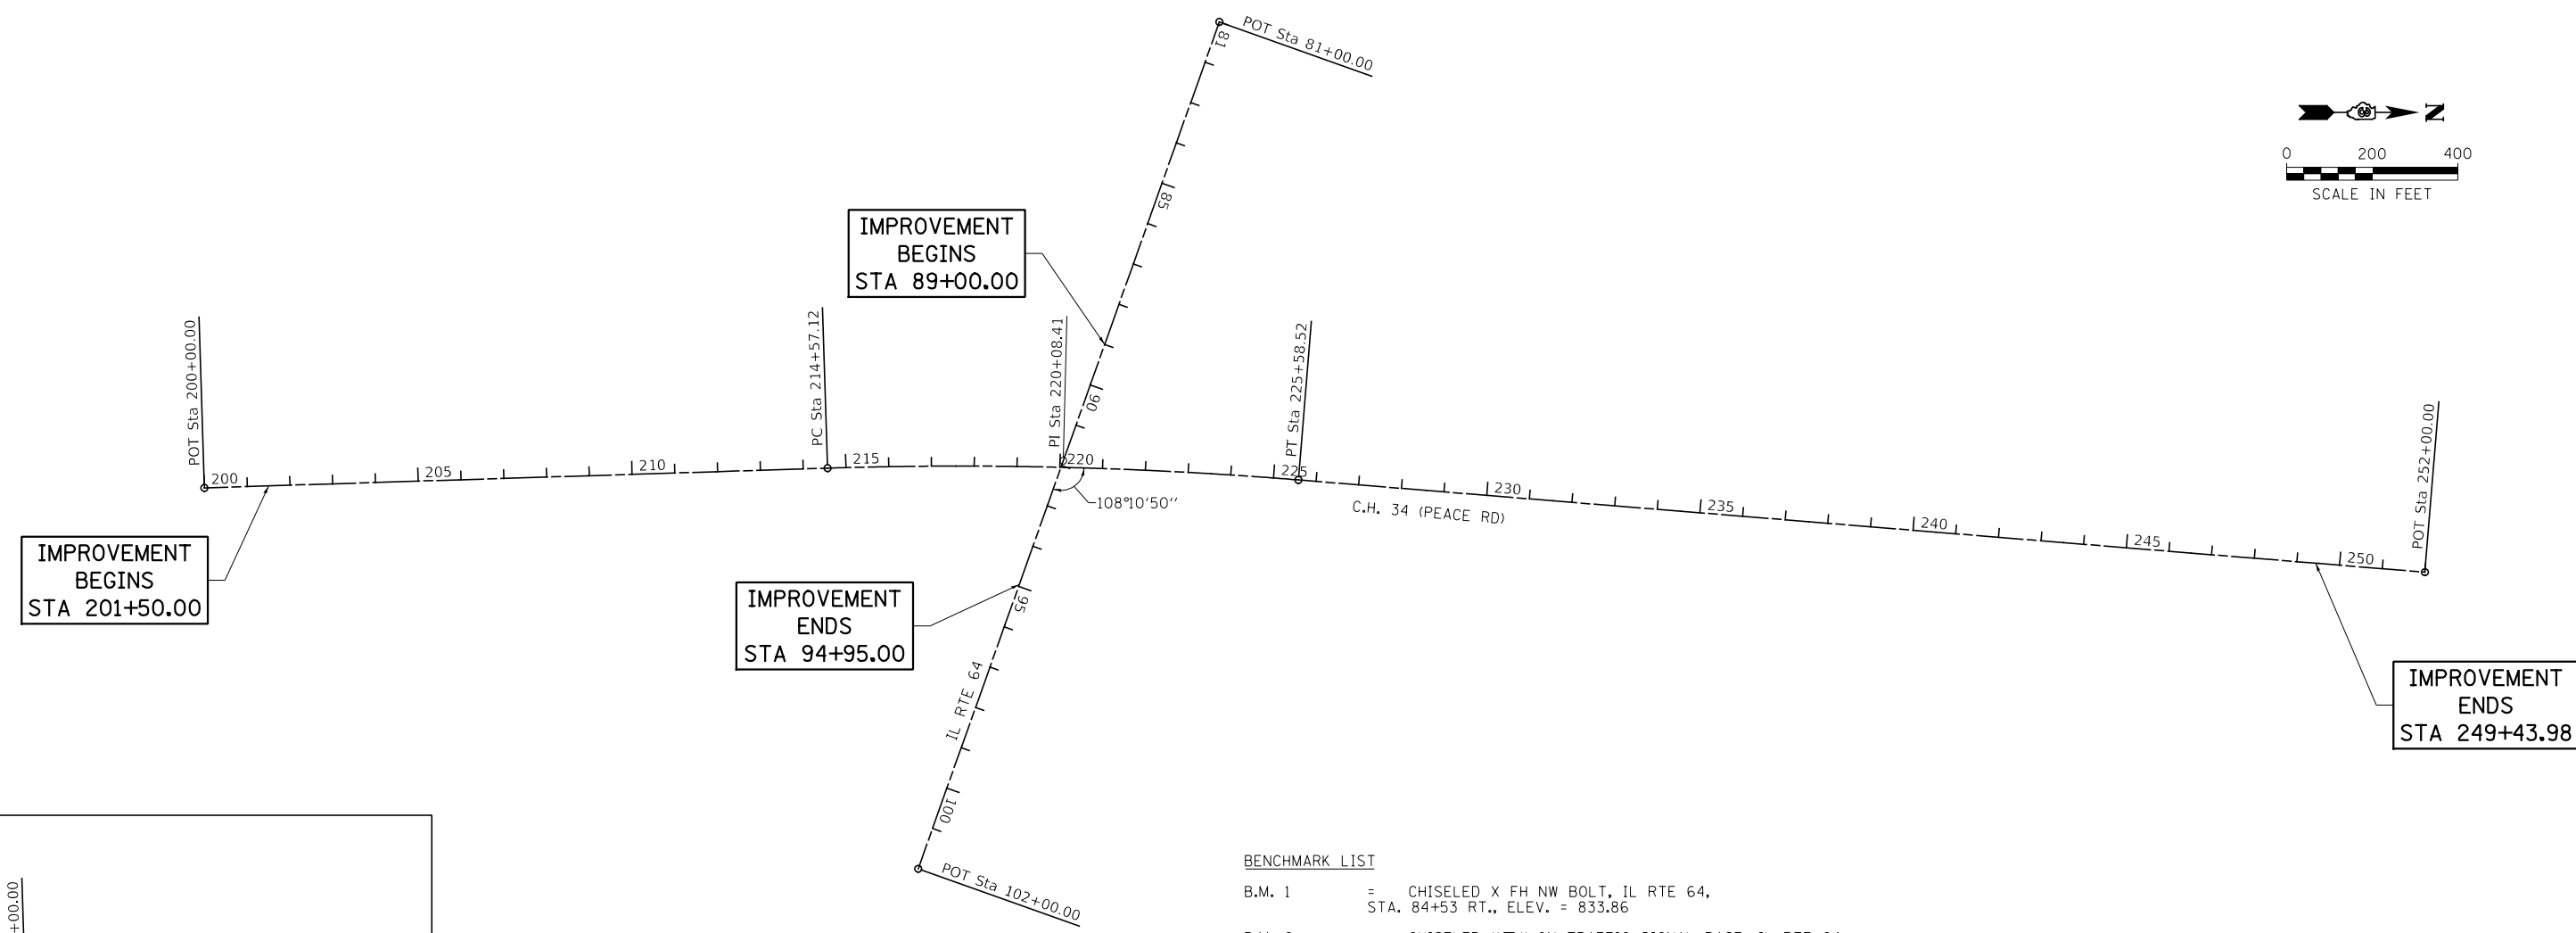 POT Sta 81+00.00
81
N
0 200 400
SCALE IN FEET
85
IMPROVEMENT
BEGINS
STA 89+00.00
90
POT Sta 200+00.00
PC Sta 214+57.12
PI Sta 220+08.41
PT Sta 225+58.52
POT Sta 252+00.00
200
205
210
215
220
225
230
235
240
245
250
108°10'50"
C.H. 34 (PEACE RD)
IMPROVEMENT
BEGINS
STA 201+50.00
IMPROVEMENT
ENDS
STA 94+95.00
95
IL RTE 64
100
IMPROVEMENT
ENDS
STA 249+43.98
POT Sta 102+00.00
+00.00
BENCHMARK LIST
B.M. 1 = CHISELED X FH NW BOLT, IL RTE 64,
STA. 84+53 RT., ELEV. = 833.86